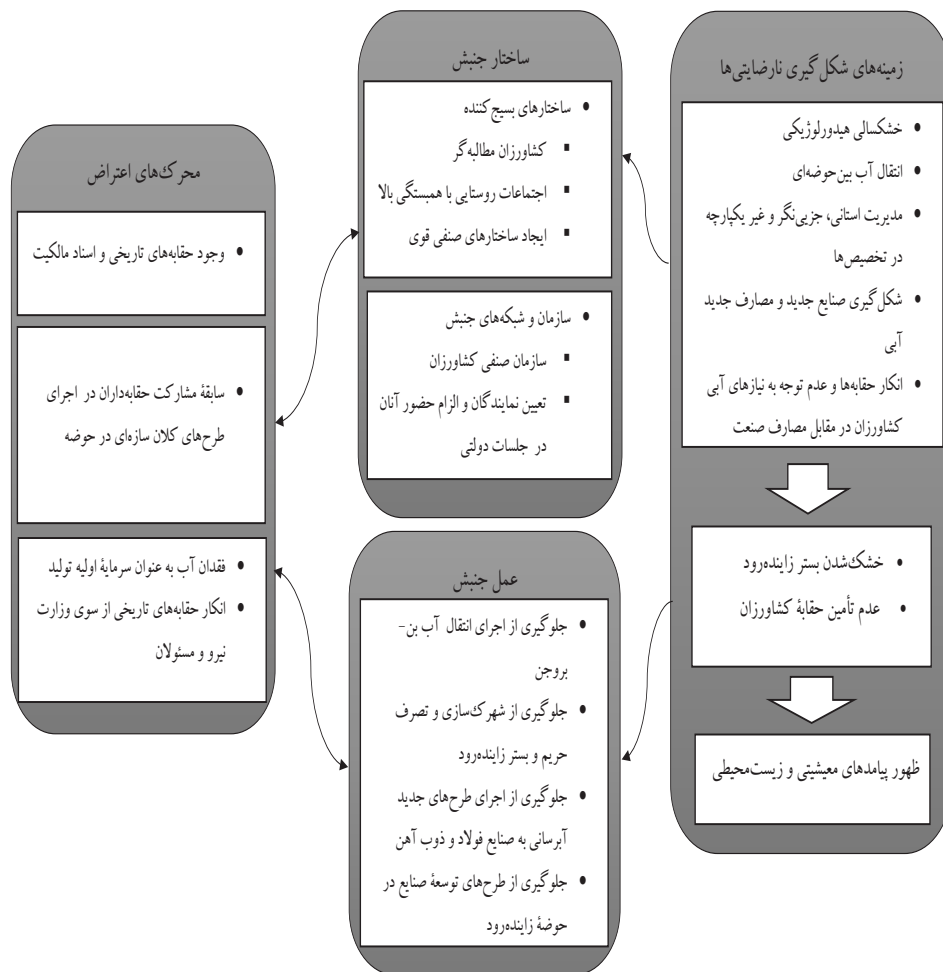 زمینه‌های شکل‌گیری نارضایتی‌ها
• خشکسالی هیدورلوژیکی
• انتقال آب بین‌حوضه‌ای
• مدیریت استانی، جزیی‌نگر و غیر یکپارچه
در تخصیص‌ها
• شکل‌گیری صنایع جدید و مصارف جدید
آبی
• انکار حقابه‌ها و عدم توجه به نیازهای آبی
کشاورزان در مقابل مصارف صنعت
• خشک‌شدن بستر زاینده‌رود
• عدم تأمین حقابۀ کشاورزان
ظهور پیامدهای معیشتی و زیست‌محیطی
ساختار جنبش
• ساختارهای بسیج‌کننده
▪ کشاورزان مطالبه‌گر
▪ اجتماعات روستایی با همبستگی بالا
▪ ایجاد ساختارهای صنفی قوی
• سازمان و شبکه‌های جنبش
▪ سازمان صنفی کشاورزان
▪ تعیین نمایندگان و الزام حضور آنان
در جلسات دولتی
عمل جنبش
• جلوگیری از اجرای انتقال آب بن-
بروجن
• جلوگیری از شهرک‌سازی و تصرف
حریم و بستر زاینده‌رود
• جلوگیری از اجرای طرح‌های جدید
آبرسانی به صنایع فولاد و ذوب آهن
• جلوگیری از طرح‌های توسعۀ صنایع در
حوضۀ زاینده‌رود
محرک‌های اعتراض
• وجود حقابه‌های تاریخی و اسناد مالکیت
• سابقۀ مشارکت حقابه‌داران در اجرای
طرح‌های کلان سازه‌ای در حوضه
• فقدان آب به عنوان سرمایۀ اولیه تولید
• انکار حقابه‌های تاریخی از سوی وزارت
نیرو و مسئولان